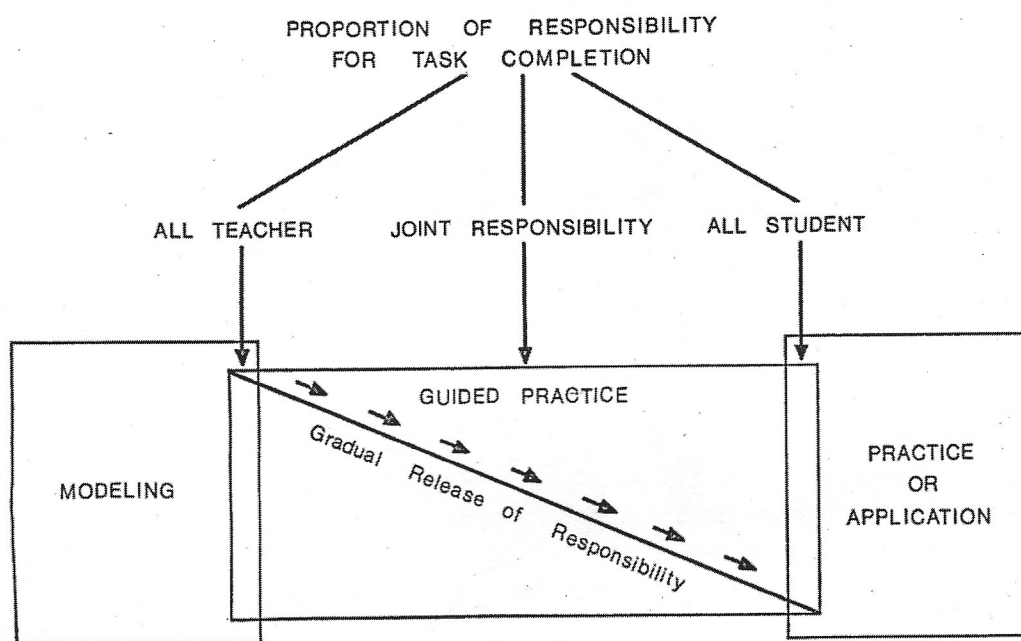 PROPORTION OF RESPONSIBILITY
FOR TASK COMPLETION
ALL TEACHER
JOINT RESPONSIBILITY
ALL STUDENT
GUIDED PRACTICE
Gradual Release of Responsibility
MODELING
PRACTICE
OR
APPLICATION